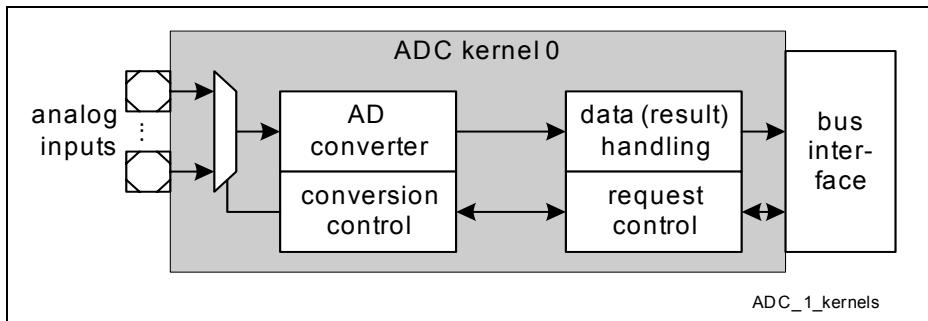 ADC kernel 0
analog
inputs
AD
converter
conversion
control
data (result)
handling
request
control
bus
inter-
face
ADC_1_kernels